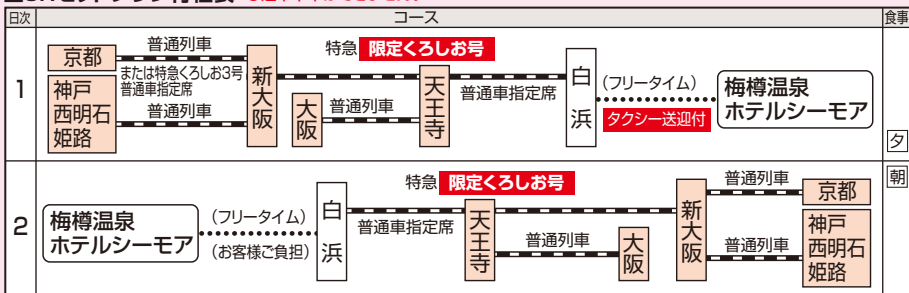 日次
コース
食事
1
京都
普通列車
または特急くろしお3号
普通車指定席
神戸
西明石
姫路
普通列車
新大阪
特急 限定くろしお号
大阪
普通列車
天王寺
普通車指定席
白浜
(フリータイム)
タクシー送迎付
梅樽温泉
ホテルシーモア
夕
2
梅樽温泉
ホテルシーモア
(フリータイム)
(お客様ご負担)
白浜
特急 限定くろしお号
普通車指定席
天王寺
普通列車
大阪
新大阪
普通列車
京都
普通列車
神戸
西明石
姫路
朝